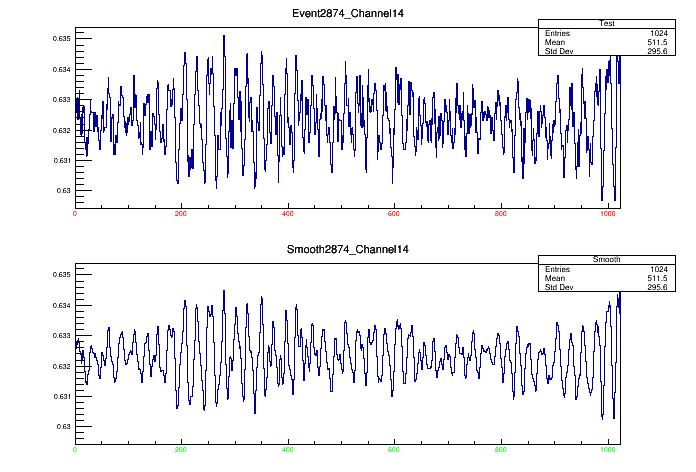 Event2874_Channel14
Test
Entries 1024
Mean 511.5
Std Dev 295.6
0.635
0.634
0.633
0.632
0.631
0.63
0 200 400 600 800 1000
Smooth2874_Channel14
Smooth
Entries 1024
Mean 511.5
Std Dev 295.6
0.635
0.634
0.633
0.632
0.631
0.63
0 200 400 600 800 1000